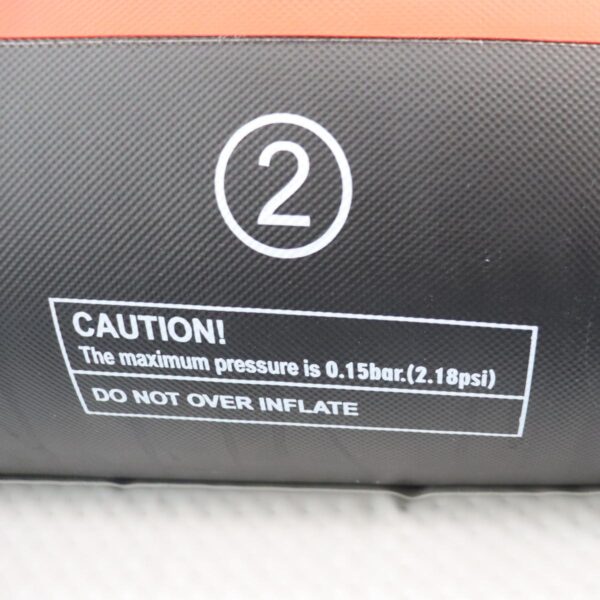 2
CAUTION!
The maximum pressure is 0.15bar.(2.18psi)
DO NOT OVER INFLATE